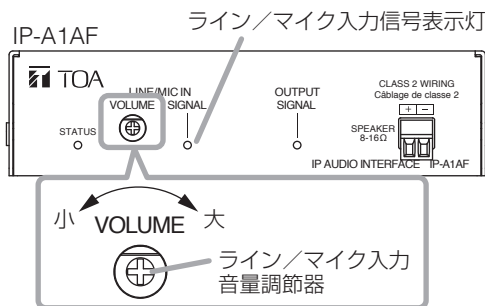 ライン／マイク入力信号表示灯
IP-A1AF
TOA
LINE/MIC IN
VOLUME SIGNAL
OUTPUT
SIGNAL
CLASS 2 WIRING
Câblage de classe 2
+ −
STATUS
SPEAKER
8-16Ω
IP AUDIO INTERFACE IP-A1AF
小 VOLUME 大
ライン／マイク入力
音量調節器